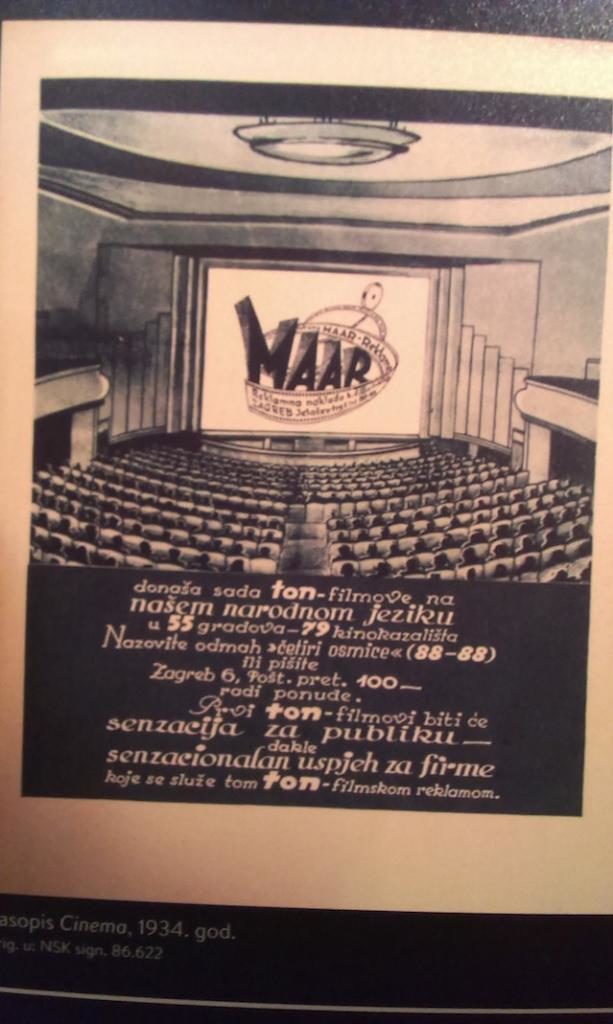 MAAR
MAAR-Reklama
Reklamna naklada k.d.
ZAGREB
donaša sada ton-filmove na
našem narodnom jeziku
u 55 gradova—79 kinokazališta
Nazovite odmah »četiri osmice« (88-88)
ili pišite
Zagreb 6, Pošt. pret. 100—
radi ponude.
Prvi ton-filmovi biti će
senzacija za publiku—
dakle
senzacionalan uspjeh za firme
koje se služe tom ton-filmskom reklamom.
asopis Cinema, 1934. god.
rig. u: NSK sign. 86.622